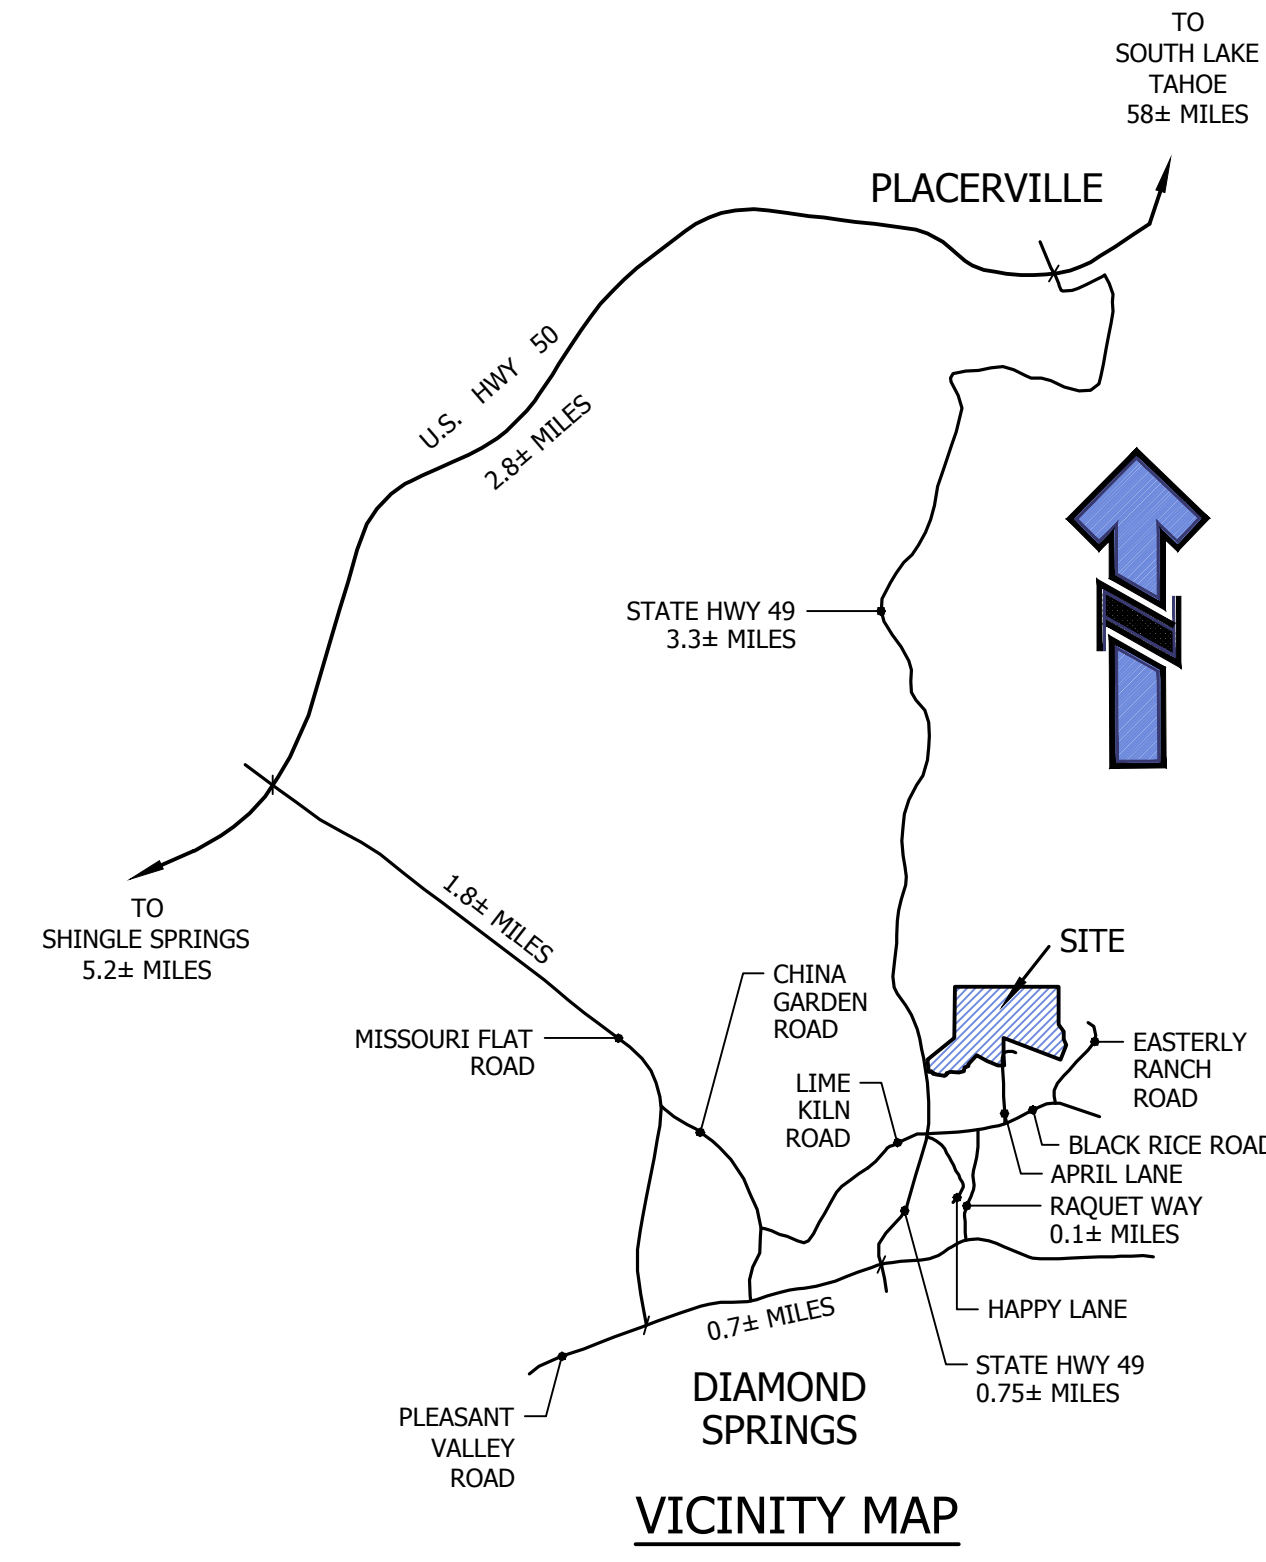 TO
SOUTH LAKE
TAHOE
58± MILES
PLACERVILLE
U.S. HWY 50
2.8± MILES
STATE HWY 49
3.3± MILES
TO
SHINGLE SPRINGS
5.2± MILES
1.8± MILES
SITE
CHINA
GARDEN
ROAD
MISSOURI FLAT
ROAD
EASTERLY
RANCH
ROAD
LIME
KILN
ROAD
BLACK RICE ROAD
APRIL LANE
RAQUET WAY
0.1± MILES
HAPPY LANE
0.7± MILES
STATE HWY 49
0.75± MILES
DIAMOND
SPRINGS
PLEASANT
VALLEY
ROAD
VICINITY MAP